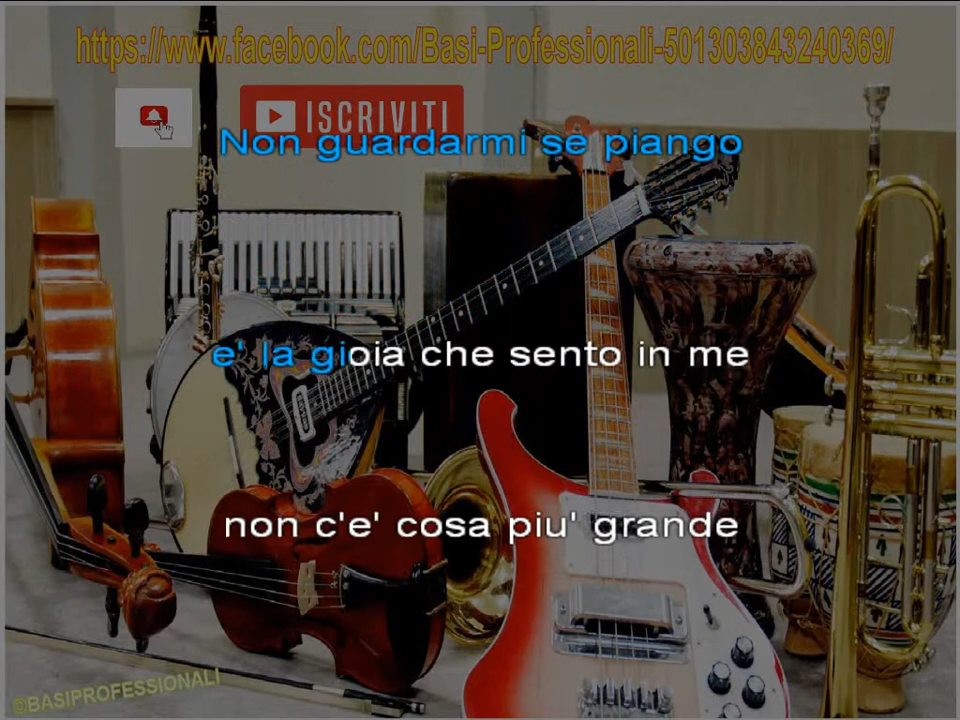 https://www.facebook.com/Basi-Professionali-501303843240369/
ISCRIVITI
Non guardarmi se piango
e' la gioia che sento in me
non c'e' cosa piu' grande
©BASIPROFESSIONALI